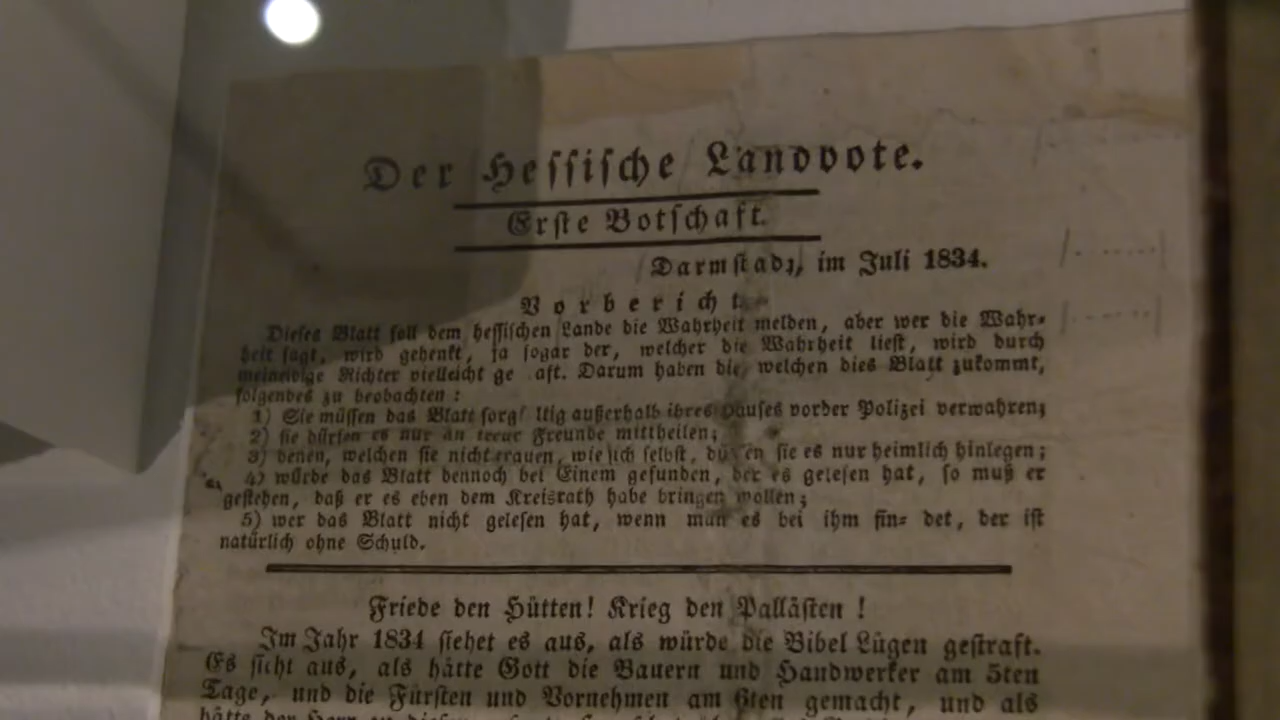 Der Hessische Landbote.
Erste Botschaft.
Darmstadt, im Juli 1834.
Vorbericht.
Dieses Blatt soll dem hessischen Lande die Wahrheit melden, aber wer die Wahr-
heit sagt, wird gehenkt, ja sogar der, welcher die Wahrheit liest, wird durch
meineidige Richter vielleicht ge aft. Darum haben die, welchen dies Blatt zukommt,
folgendes zu beobachten:
1) Sie müssen das Blatt sorg ltig außerhalb ihres Hauses vor der Polizei verwahren;
2) sie dürfen es nur an treue Freunde mittheilen;
3) denen, welchen sie nicht trauen, wie sich selbst, dürfen sie es nur heimlich hinlegen;
4) würde das Blatt dennoch bei Einem gefunden, der es gelesen hat, so muß er
gestehen, daß er es eben dem Kreisrath habe bringen wollen;
5) wer das Blatt nicht gelesen hat, wenn man es bei ihm fin- det, der ist
natürlich ohne Schuld.
Friede den Hütten! Krieg den Pallästen!
Im Jahr 1834 siehet es aus, als würde die Bibel Lügen gestraft.
Es sieht aus, als hätte Gott die Bauern und Handwerker am 5ten
Tage, und die Fürsten und Vornehmen am 6ten gemacht, und als
hätte der Herr zu diesen